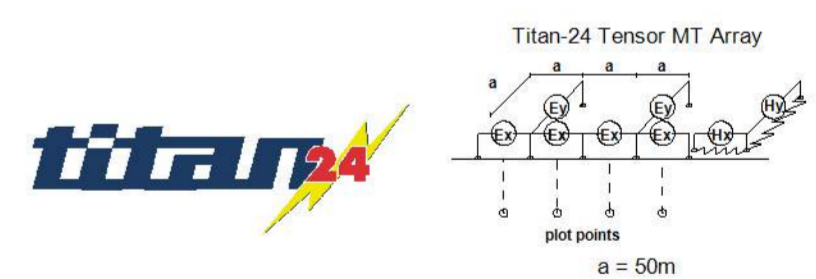 titan24
Titan-24 Tensor MT Array
a a a
a
Ey Ey Hy
Ex Ex Ex Ex Hx
plot points
a = 50m